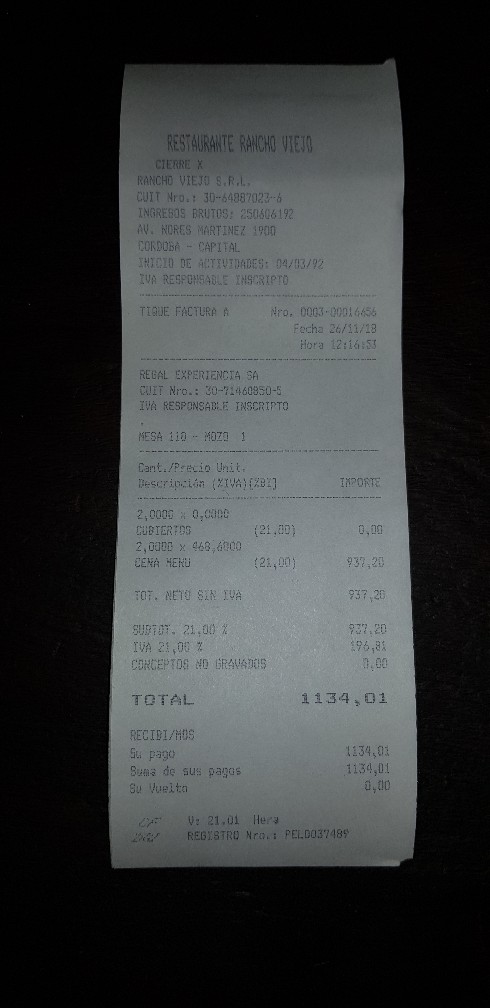 RESTAURANTE RANCHO VIEJO
CIERRE X
RANCHO VIEJO S.R.L.
CUIT Nro.: 30-64887023-6
INGRESOS BRUTOS: 250606192
AV. NORES MARTINEZ 1900
CORDOBA - CAPITAL
INICIO DE ACTIVIDADES: 04/03/92
IVA RESPONSABLE INSCRIPTO
TIQUE FACTURA A Nro. 0003-00016656
Fecha 26/11/18
Hora 12:16:53
REGAL EXPERIENCIA SA
CUIT Nro.: 30-71460850-5
IVA RESPONSABLE INSCRIPTO
.
MESA 110 - MOZO 1
Cant./Precio Unit.
Descripción (%IVA)[%BI] IMPORTE
2,0000 x 0,0000
CUBIERTOS (21,00) 0,00
2,0000 x 468,6000
CENA MENU (21,00) 937,20
TOT. NETO SIN IVA 937,20
SUBTOT. 21,00 % 937,20
IVA 21,00 % 196,81
CONCEPTOS NO GRAVADOS 0,00
TOTAL 1134,01
RECIBI/MOS
Su pago 1134,01
Suma de sus pagos 1134,01
Su Vuelto 0,00
CF V: 21.01 Hera
REGISTRO Nro.: PEL0037489